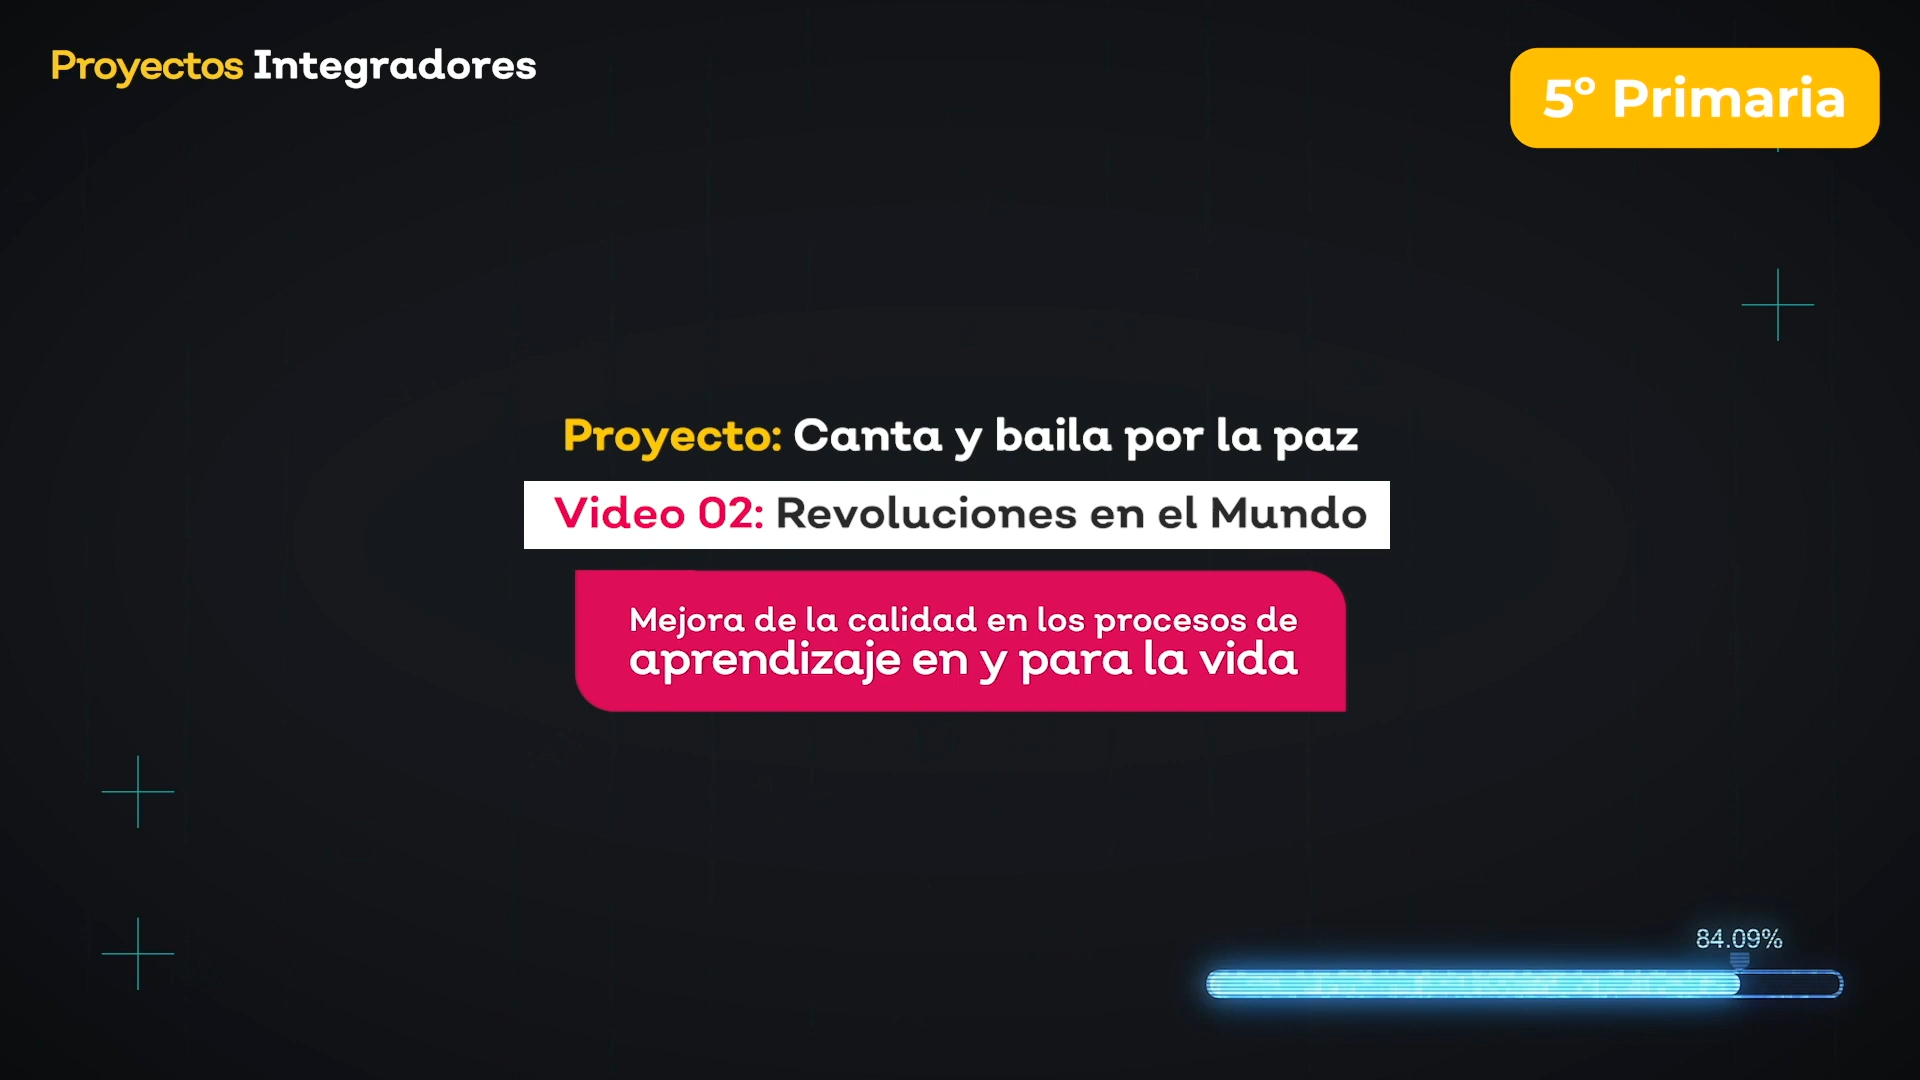 Proyectos Integradores
5º Primaria
Proyecto: Canta y baila por la paz
Video 02: Revoluciones en el Mundo
Mejora de la calidad en los procesos de
aprendizaje en y para la vida
84.09%